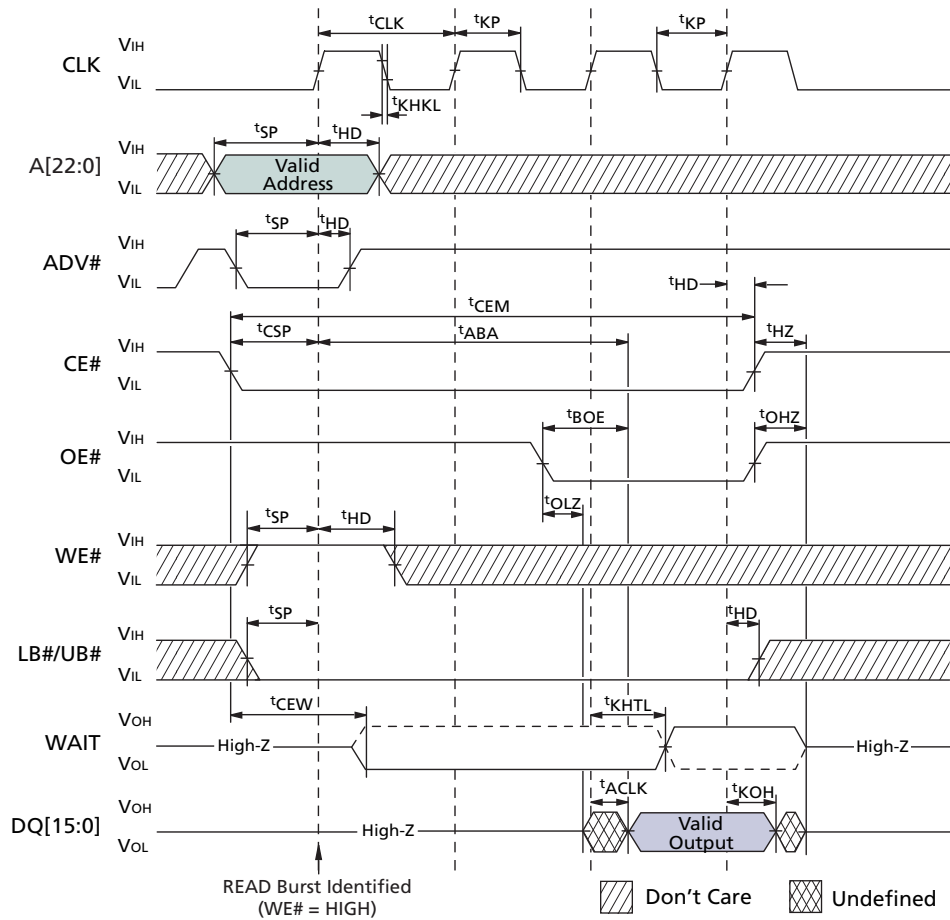 tCLK tKP tKP
VIH
CLK
VIL
tKHKL
tSP tHD
VIH
A[22:0] Valid
Address
VIL
tSP tHD
VIH
ADV#
VIL
tHD
tCEM
tCSP tABA tHZ
VIH
CE#
VIL
tBOE tOHZ
VIH
OE#
VIL
tOLZ
tSP tHD
VIH
WE#
VIL
tSP tHD
VIH
LB#/UB#
VIL
tCEW tKHTL
VOH
WAIT High-Z High-Z
VOL
tACLK tKOH
VOH
DQ[15:0] High-Z Valid
Output
VOL
READ Burst Identified
(WE# = HIGH)
Don't Care Undefined